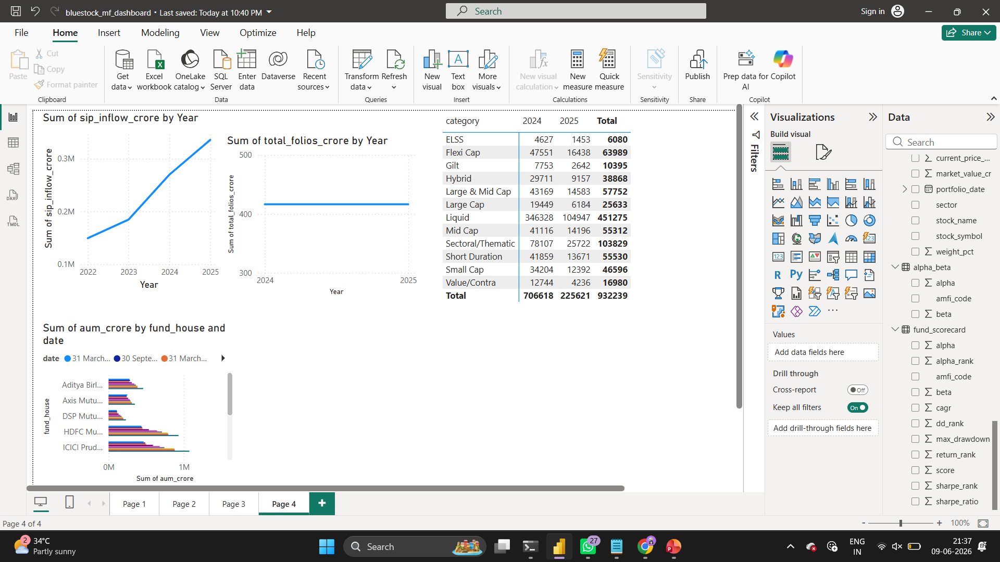 bluestock_mf_dashboard • Last saved: Today at 10:40 PM
Search
Sign in
File
Home
Insert
Modeling
View
Optimize
Help
Share
Paste
Cut
Copy
Format painter
Clipboard
Get data
Excel workbook
OneLake catalog
SQL Server
Enter data
Dataverse
Recent sources
Data
Transform data
Refresh
Queries
New visual
Text box
More visuals
Insert
New visual calculation
New measure
Quick measure
Calculations
Sensitivity
Sensitivity
Publish
Share
Prep data for AI
Copilot
Copilot
Sum of sip_inflow_crore by Year
Sum of sip_inflow_crore
0.3M
0.2M
0.1M
2022 2023 2024 2025
Year
Sum of total_folios_crore by Year
Sum of total_folios_crore
500
400
300
2024 2025
Year
category 2024 2025 Total
ELSS 4627 1453 6080
Flexi Cap 47551 16438 63989
Gilt 7753 2642 10395
Hybrid 29711 9157 38868
Large & Mid Cap 43169 14583 57752
Large Cap 19449 6184 25633
Liquid 346328 104947 451275
Mid Cap 41116 14196 55312
Sectoral/Thematic 78107 25722 103829
Short Duration 41859 13671 55530
Small Cap 34204 12392 46596
Value/Contra 12744 4236 16980
Total 706618 225621 932239
Sum of aum_crore by fund_house and
date
date 31 March... 30 Septe... 31 March...
fund_house
Aditya Birl...
Axis Mutu...
DSP Mutu...
HDFC Mu...
ICICI Prud...
0M 1M
Sum of aum_crore
Filters
Visualizations
Build visual
Values
Add data fields here
Drill through
Cross-report
Off
Keep all filters
On
Add drill-through fields here
Data
Search
current_price_...
market_value_cr
portfolio_date
sector
stock_name
stock_symbol
weight_pct
alpha_beta
alpha
amfi_code
beta
fund_scorecard
alpha
alpha_rank
amfi_code
beta
cagr
dd_rank
max_drawdown
return_rank
score
sharpe_rank
sharpe_ratio
DAX
TMDL
123
123
R
Py
Page 1
Page 2
Page 3
Page 4
+
Page 4 of 4
- + 100%
2
34°C
Partly sunny
Search
27
ENG
IN
21:37
09-06-2026